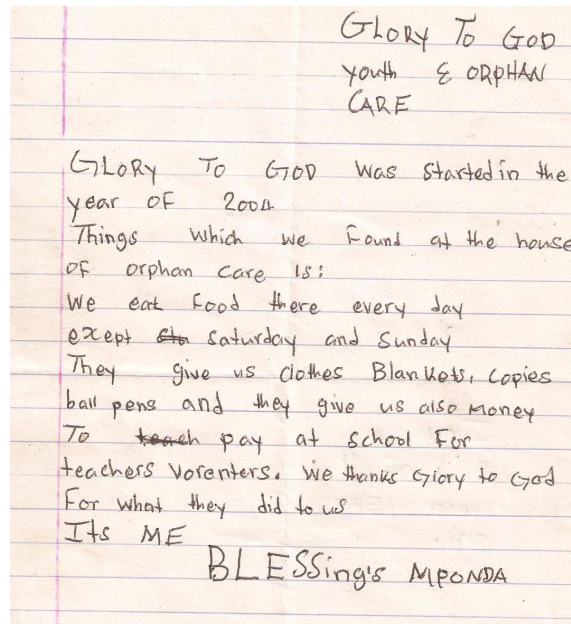 GLORY To GOD
youth & ORPHAN
CARE
GLORY To GOD was started in the
year OF 2004
Things which we Found at the house
OF orphan care is:
We eat Food there every day
except saturday and Sunday
They give us clothes Blankets, copies
ball pens and they give us also money
To teach pay at school For
teachers Vorenters. We thanks Glory to God
For what they did to us
Its ME
BLESSing's MPONDA